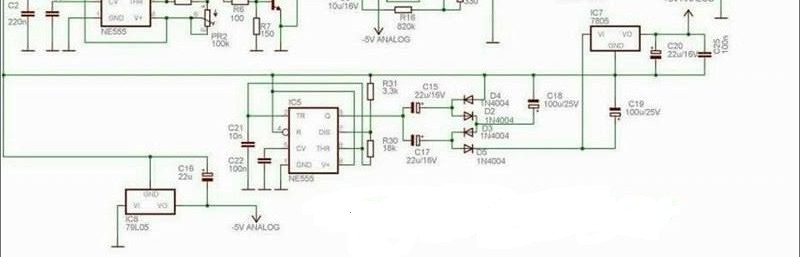 C2
220n
CV
THR
GND
V+
NE555
PR2
100k
R6
100
R7
150
10u/16V
R16
820k
-5V ANALOG
330
IC7
7805
VI
VO
GND
C20
22u/16V
C25
100n
R31
3,3k
C15
22u/16V
D4
1N4004
D2
1N4004
D3
1N4004
D5
1N4004
C18
100u/25V
C19
100u/25V
IC5
TR
Q
R
DIS
CV
THR
GND
V+
NE555
C21
10n
C22
100n
R30
18k
C17
22u/16V
C16
22u
GND
VI
VO
IC8
79L05
-5V ANALOG